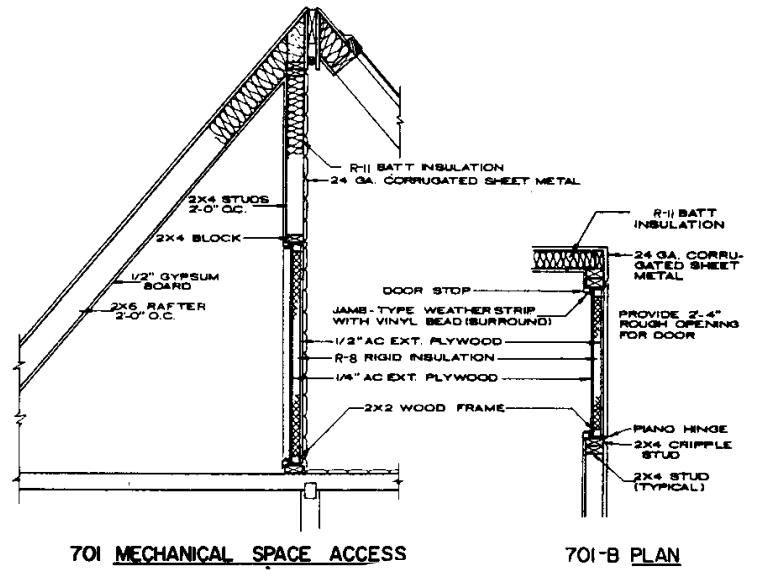 R-11 BATT INSULATION
24 GA. CORRUGATED SHEET METAL
2X4 STUDS
2'-0" O.C.
2X4 BLOCK
1/2" GYPSUM
BOARD
2X6 RAFTER
2'-0" O.C.
R-11 BATT
INSULATION
24 GA. CORRU-
GATED SHEET
METAL
DOOR STOP
JAMB-TYPE WEATHERSTRIP
WITH VINYL BEAD (SURROUND)
PROVIDE 2'-4"
ROUGH OPENING
FOR DOOR
1/2" AC EXT. PLYWOOD
R-8 RIGID INSULATION
1/4" AC EXT. PLYWOOD
2X2 WOOD FRAME
PIANO HINGE
2X4 CRIPPLE
STUD
2X4 STUD
(TYPICAL)
701 MECHANICAL SPACE ACCESS
701-B PLAN